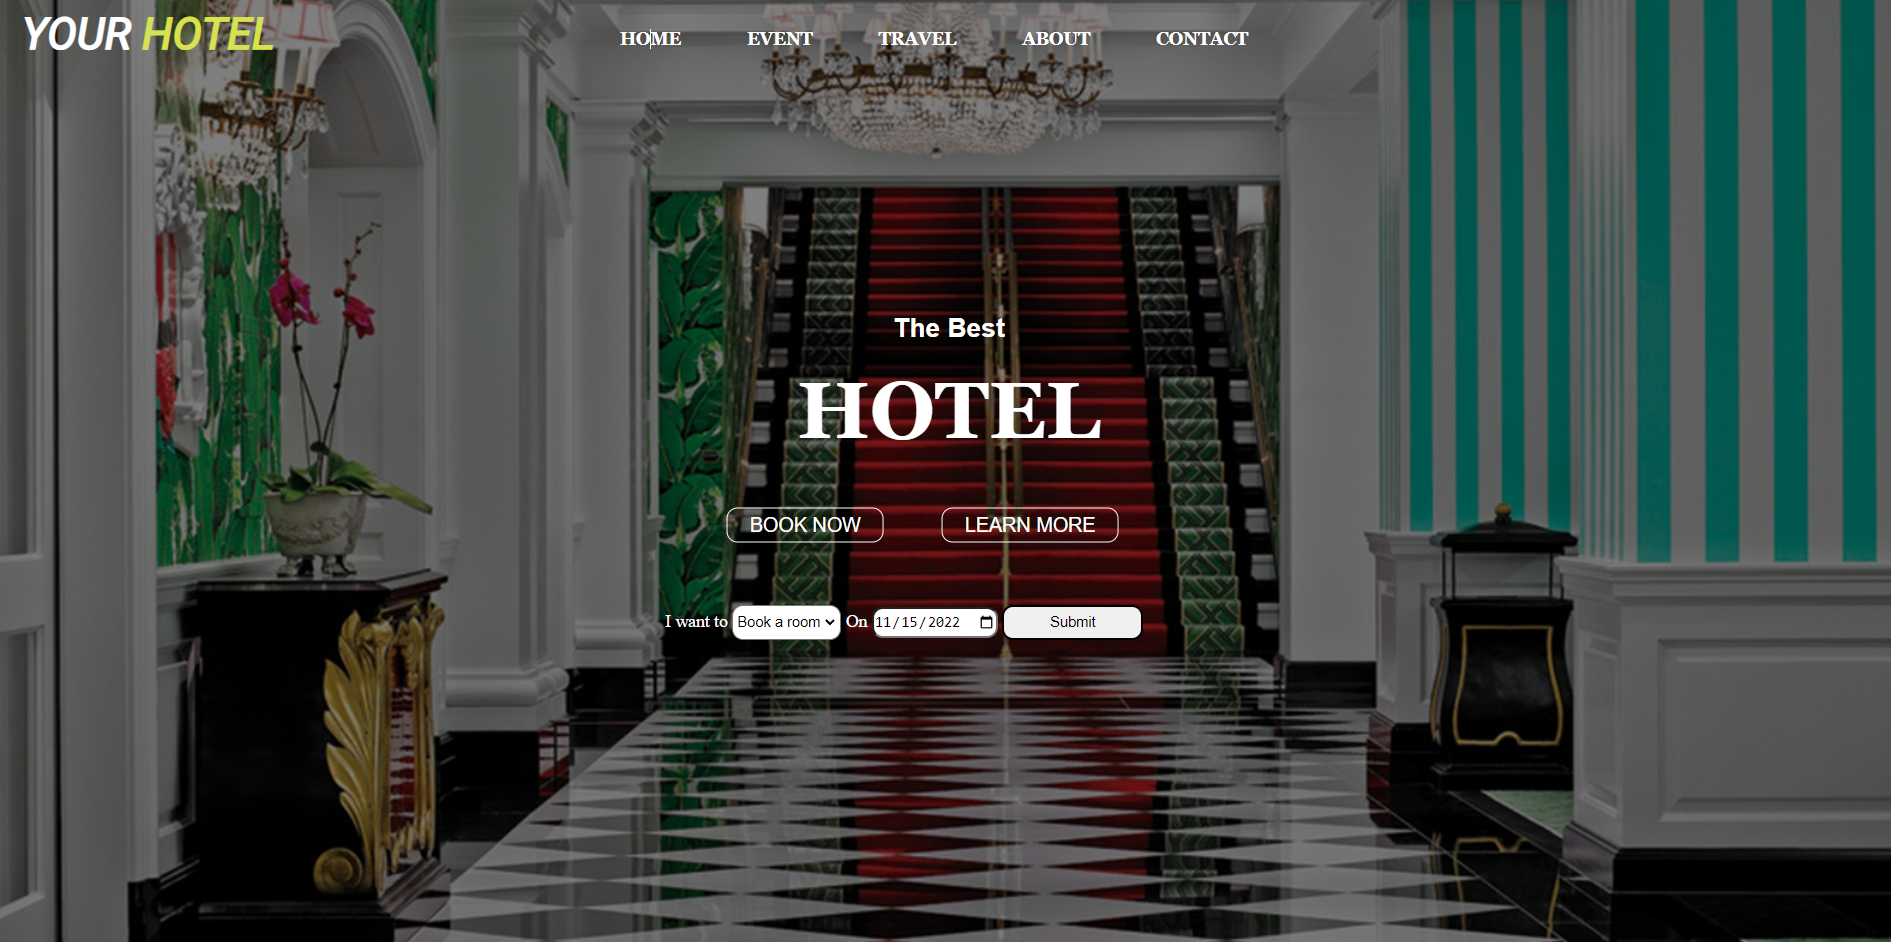 YOUR HOTEL
HOME EVENT TRAVEL ABOUT CONTACT
The Best
HOTEL
BOOK NOW LEARN MORE
I want to Book a room On 11/15/2022 Submit